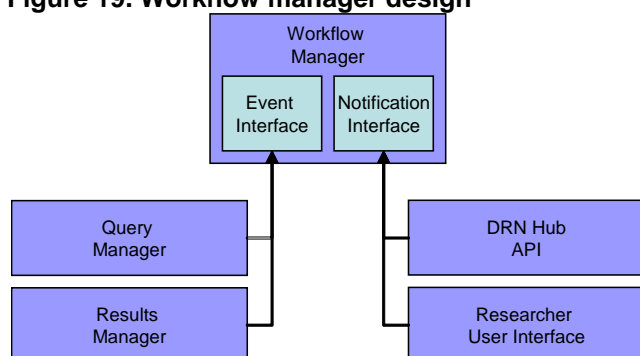 Figure 19. Workflow manager design
Workflow
Manager
Event
Interface
Notification
Interface
Query
Manager
DRN Hub
API
Results
Manager
Researcher
User Interface